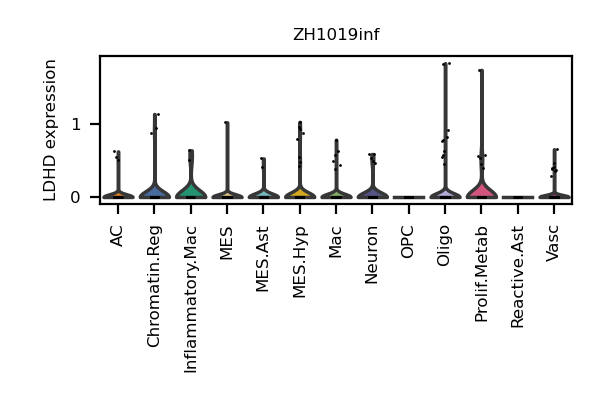 ZH1019inf
LDHD expression
1
0
AC
Chromatin.Reg
Inflammatory.Mac
MES
MES.Ast
MES.Hyp
Mac
Neuron
OPC
Oligo
Prolif.Metab
Reactive.Ast
Vasc